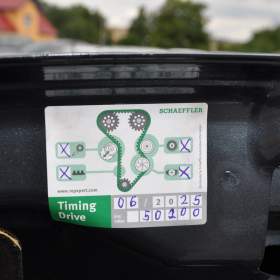 SCHAEFFLER
X
X
X
X
www.repxpert.com
Timing
Drive
06/2025
50200